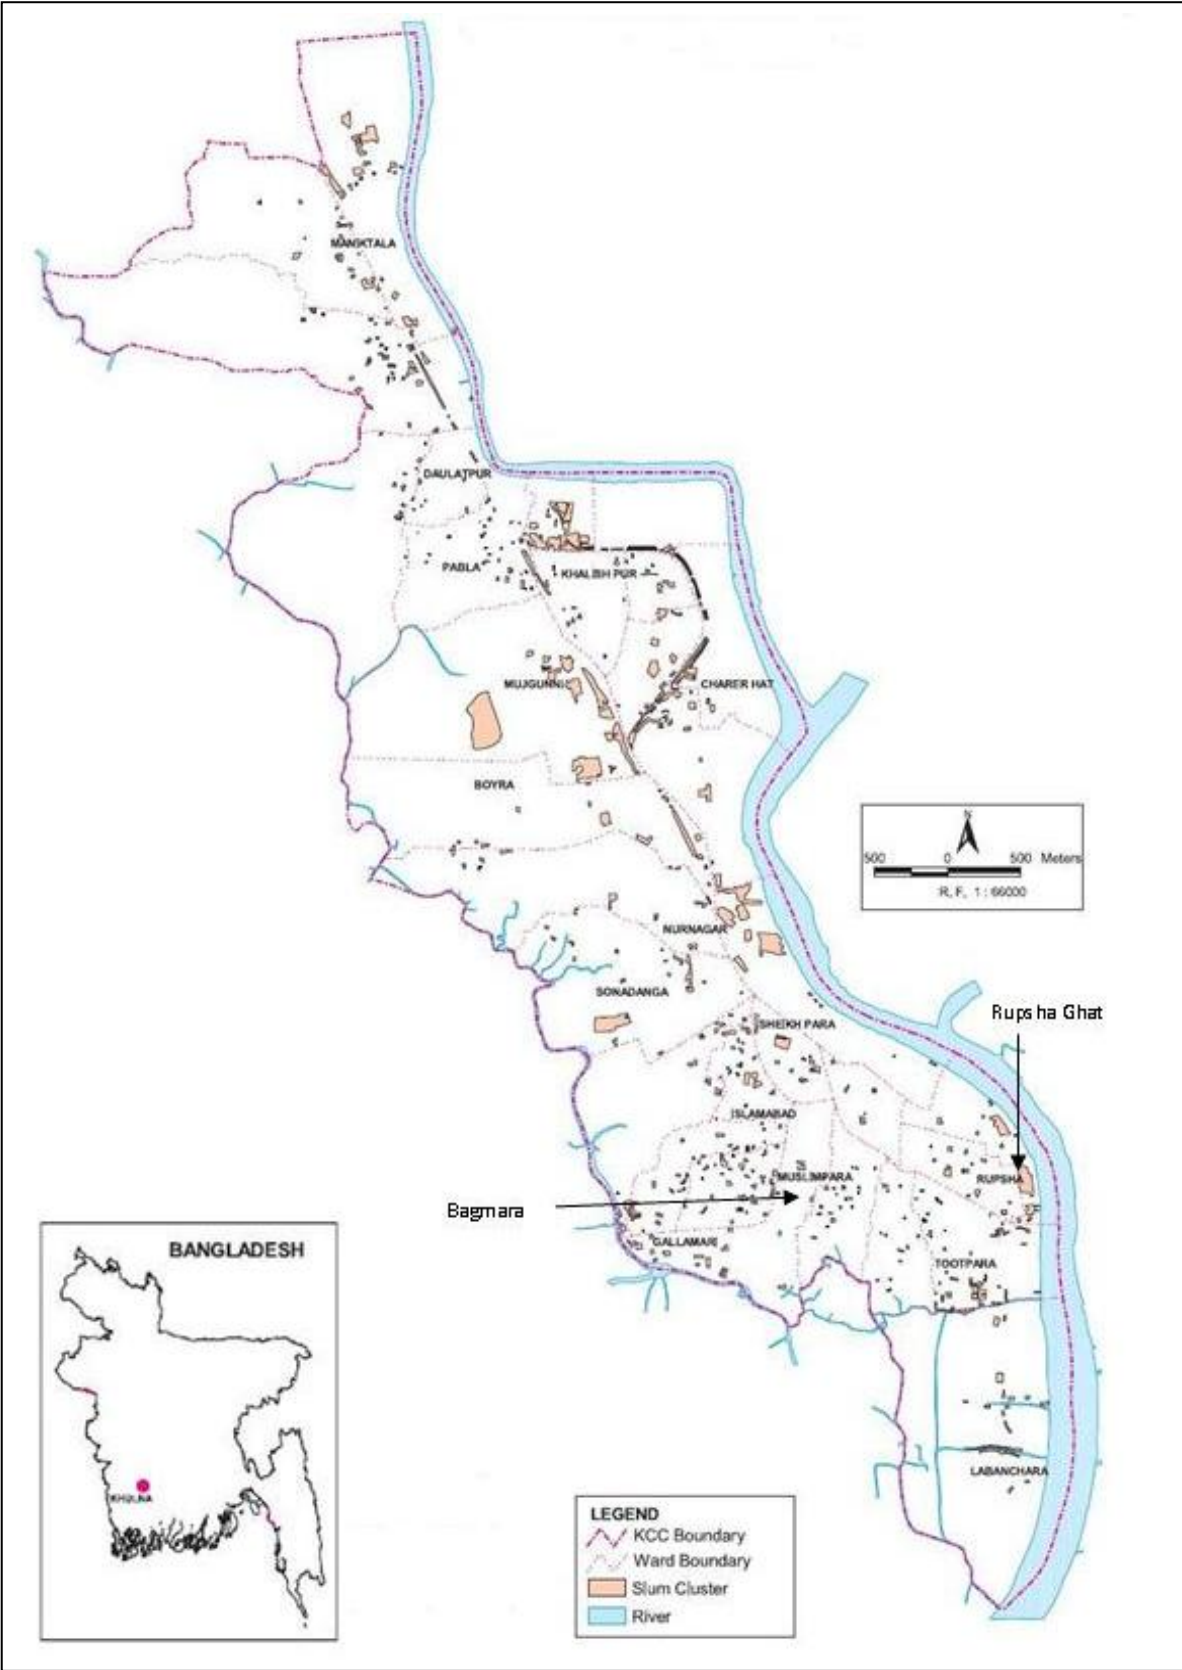 MANIKTALA
DAULATPUR
PABLA
KHALISH PUR
MUJGUNNI
CHARER HAT
BOYRA
N
500 0 500 Meters
R. F. 1 : 66000
NURNAGAR
SONADANGA
SHEIKH PARA
Rupsha Ghat
ISLAMABAD
MUSLIMPARA
RUPSHA
Bagmara
GALLAMARI
TOOTPARA
LABANCHARA
BANGLADESH
KHULNA
LEGEND
KCC Boundary
Ward Boundary
Slum Cluster
River